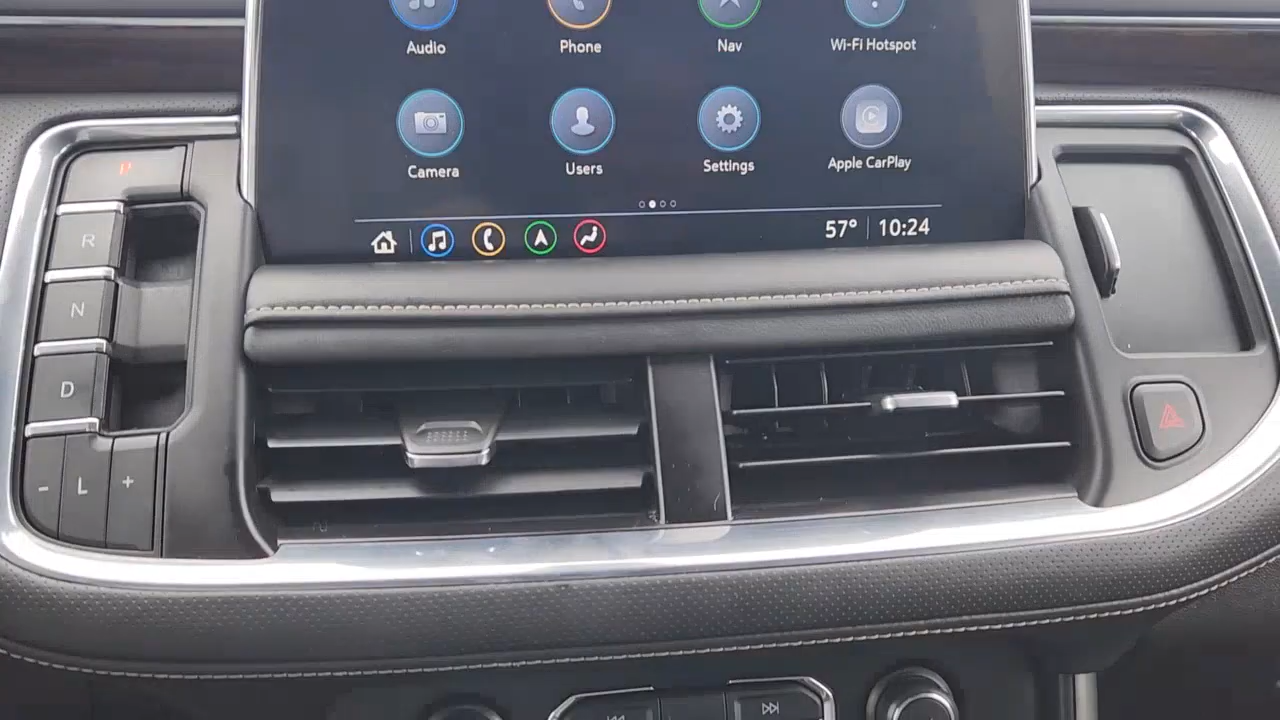 Audio Phone Nav Wi-Fi Hotspot
Camera Users Settings Apple CarPlay
57° 10:24
P
R
N
D
- L +